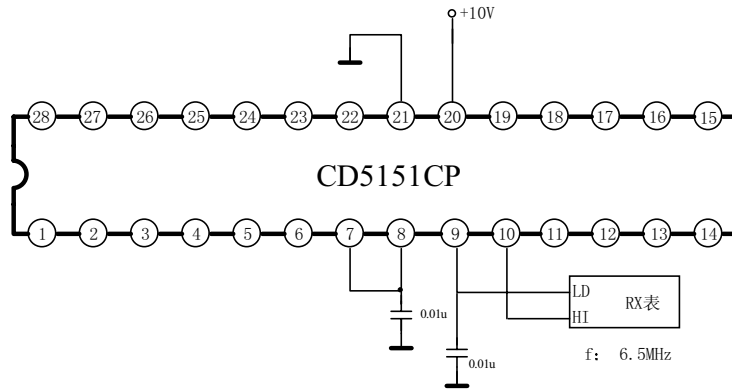 +10V
28 27 26 25 24 23 22 21 20 19 18 17 16 15
CD5151CP
1 2 3 4 5 6 7 8 9 10 11 12 13 14
LD
RX表
HI
0.01u
0.01u
f: 6.5MHz